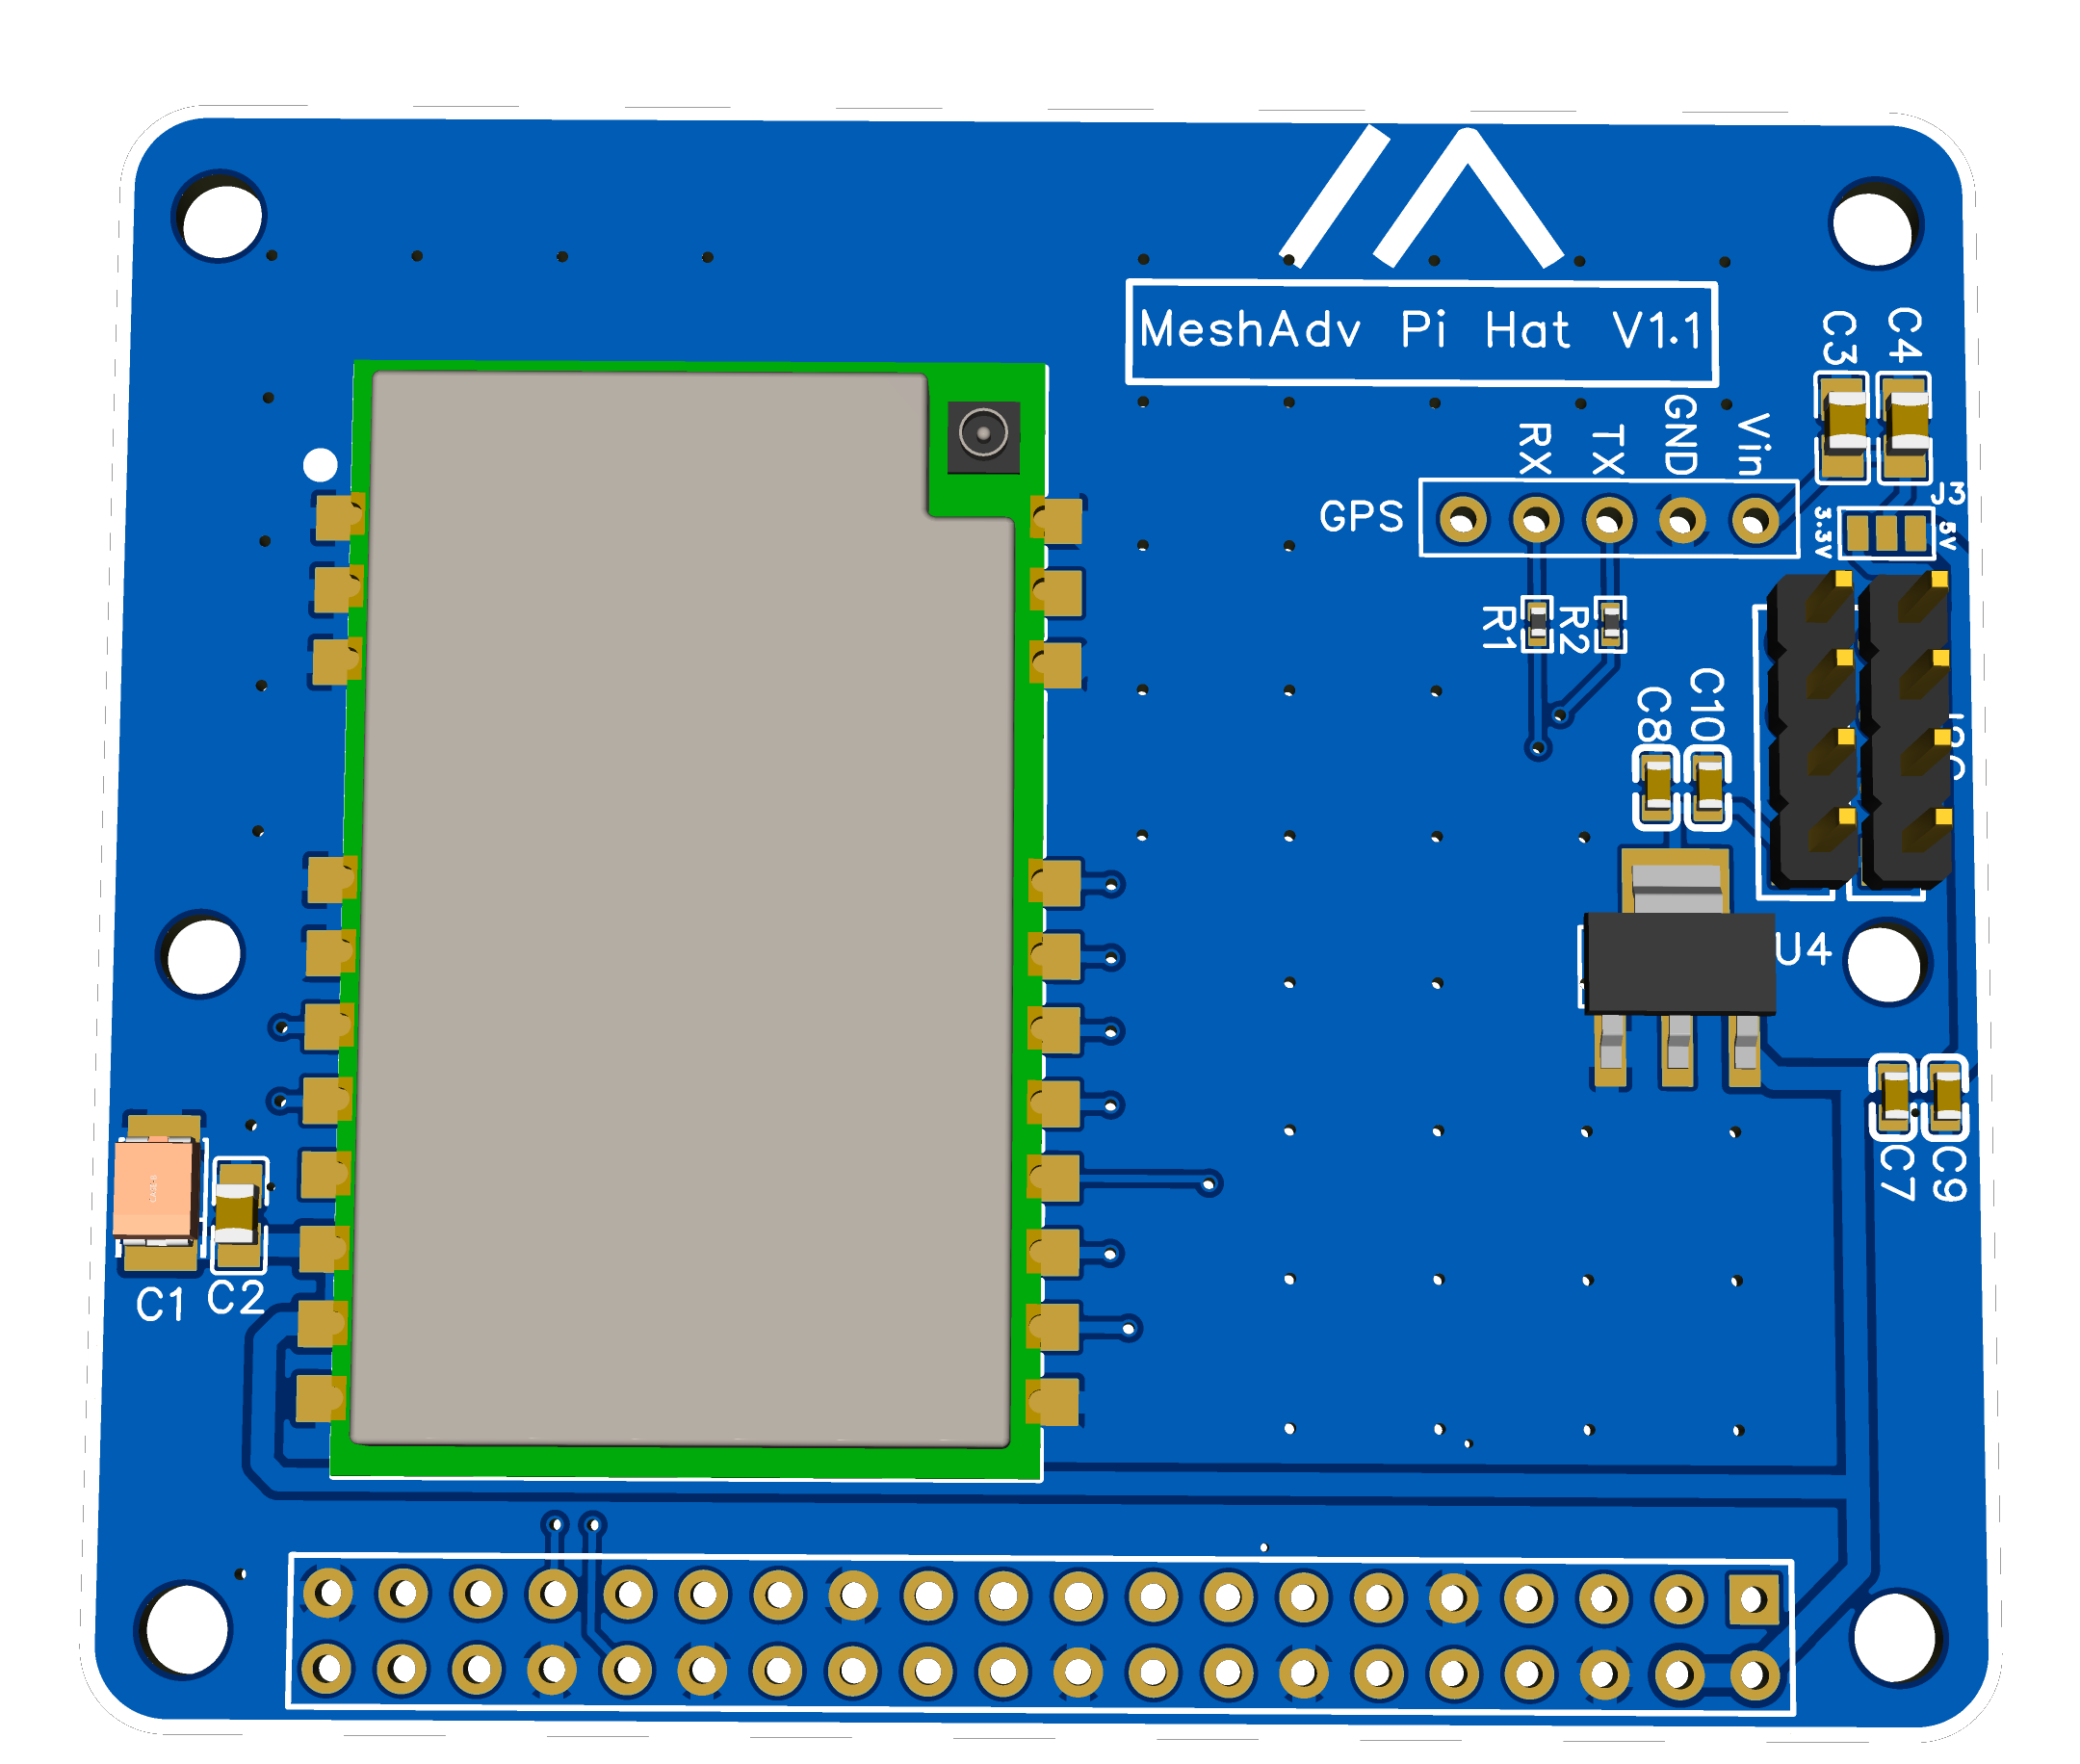 MeshAdv Pi Hat V1.1
C3
C4
RX
TX
GND
Vin
GPS
J3
3.3V
5V
R1
R2
C8
C10
U4
C7
C9
C1
C2